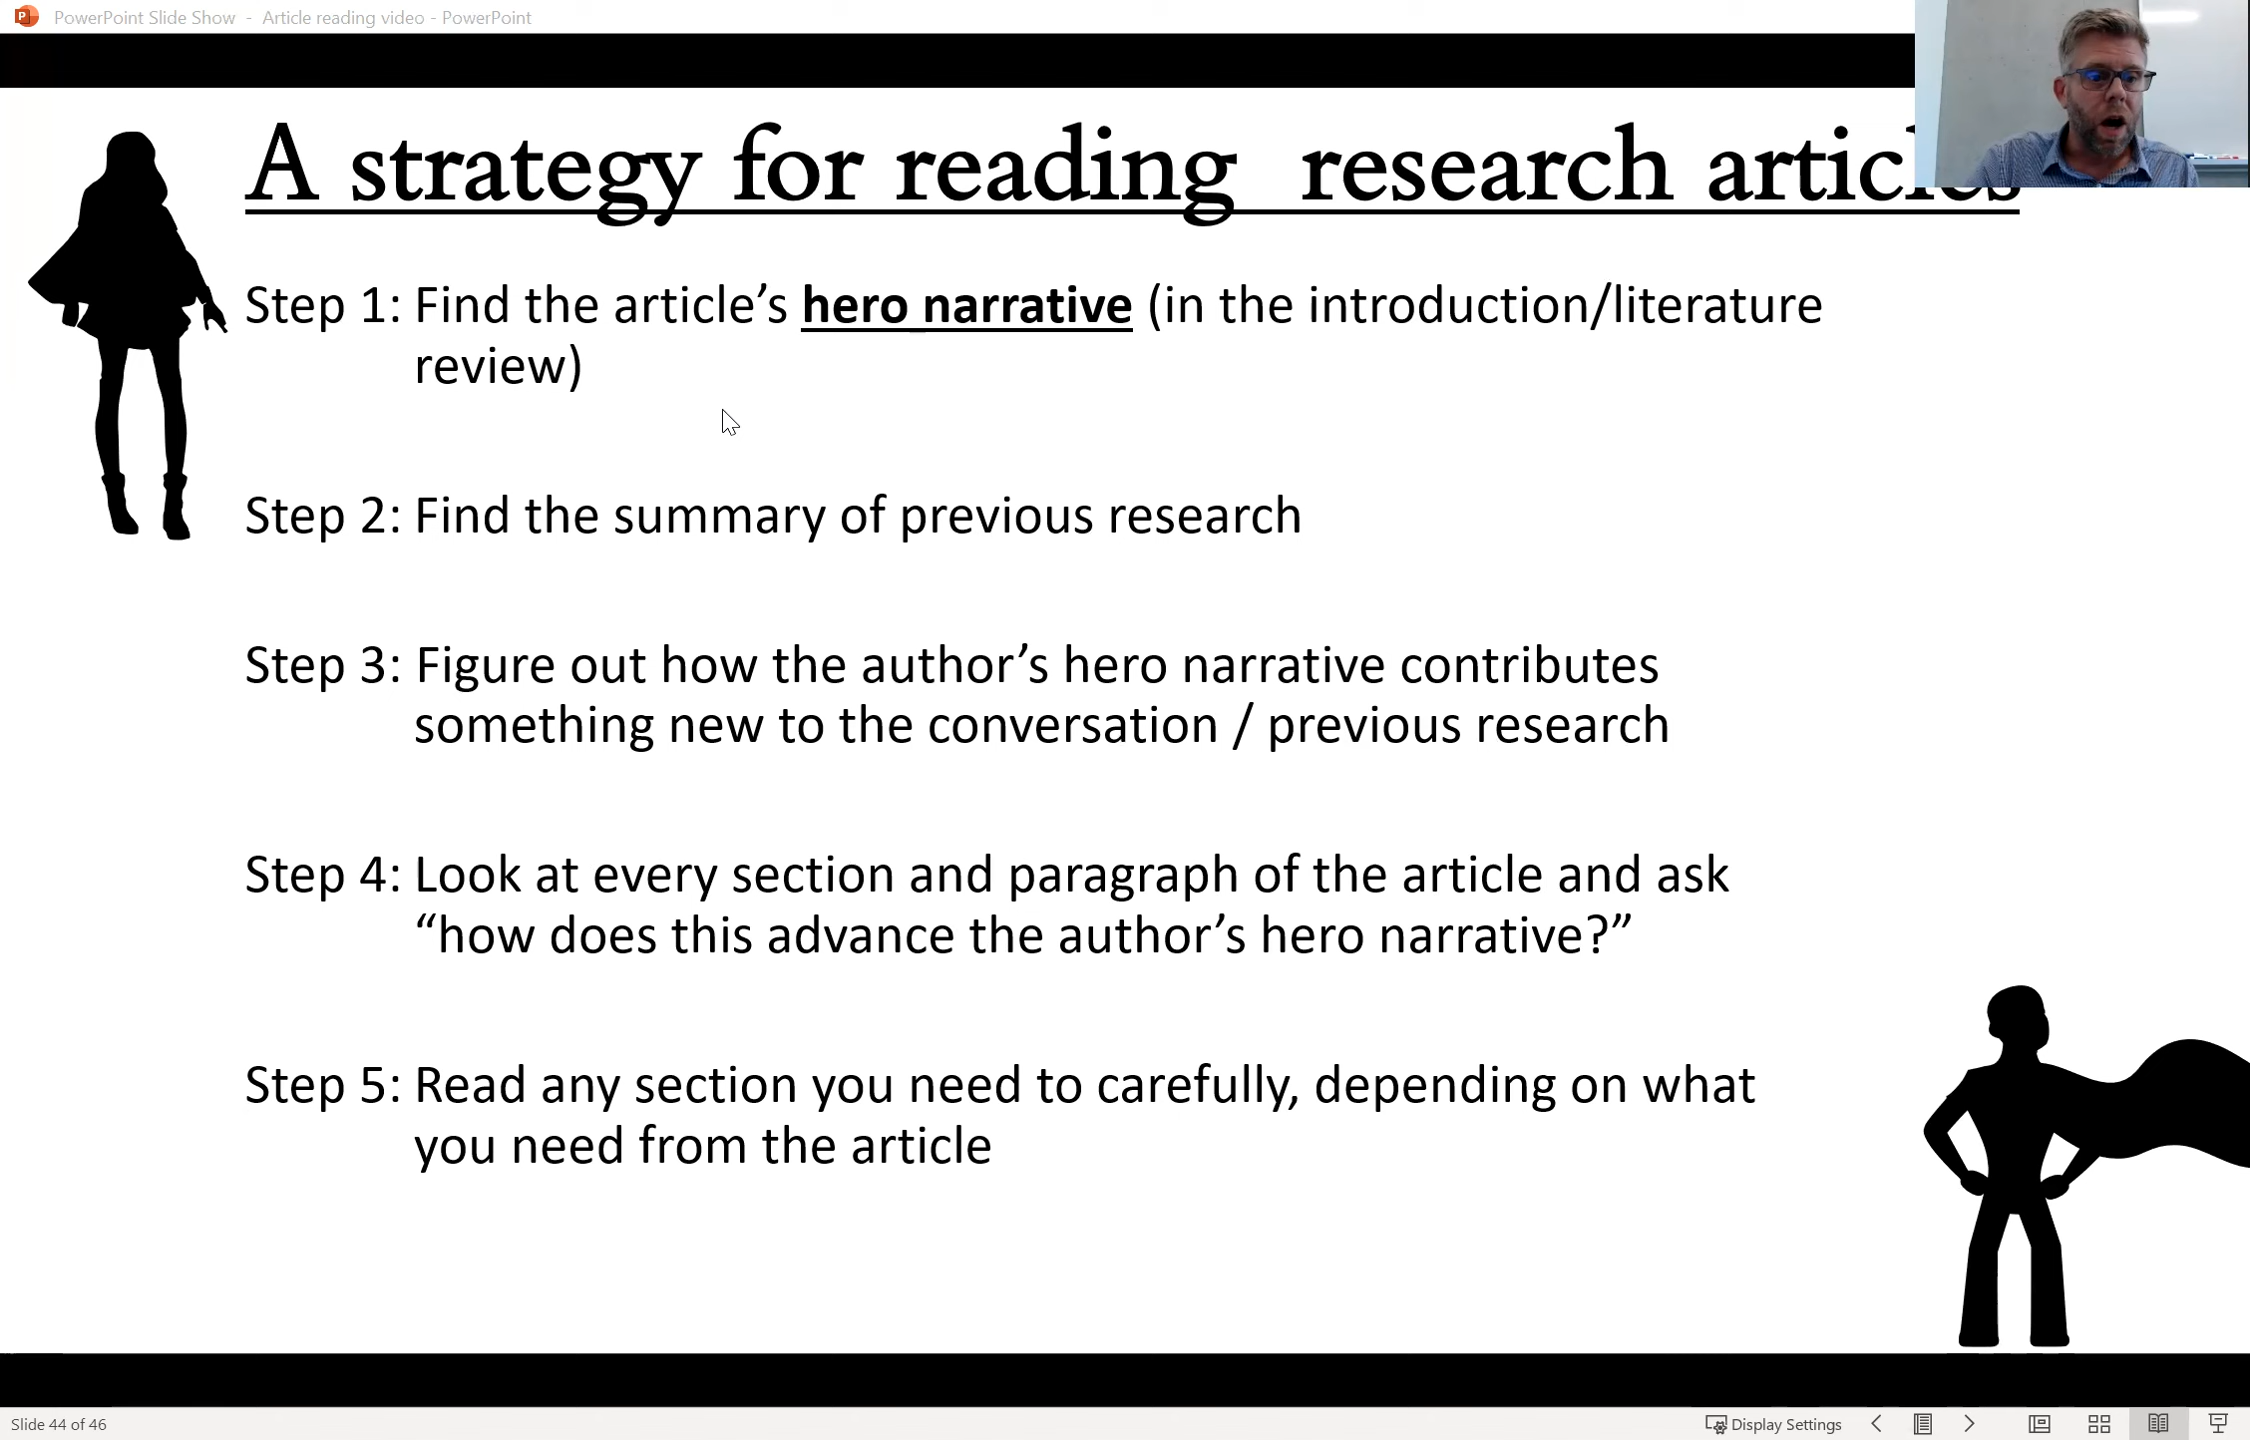 PowerPoint Slide Show - Article reading video - PowerPoint
A strategy for reading research articles
Step 1: Find the article’s hero narrative (in the introduction/literature
review)
Step 2: Find the summary of previous research
Step 3: Figure out how the author’s hero narrative contributes
something new to the conversation / previous research
Step 4: Look at every section and paragraph of the article and ask
“how does this advance the author’s hero narrative?”
Step 5: Read any section you need to carefully, depending on what
you need from the article
Slide 44 of 46
Display Settings